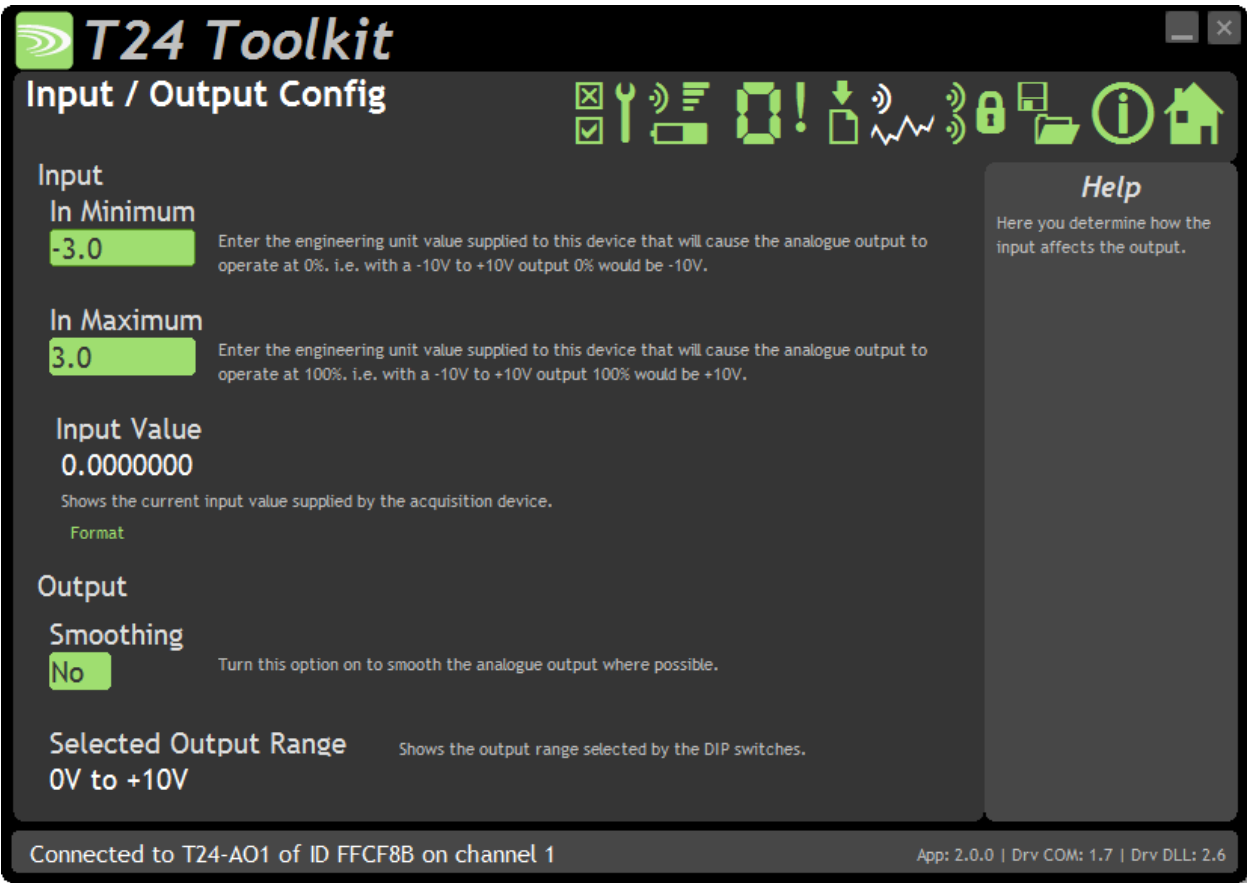 T24 Toolkit
Input / Output Config
Input
In Minimum
-3.0
Enter the engineering unit value supplied to this device that will cause the analogue output to
operate at 0%. i.e. with a -10V to +10V output 0% would be -10V.
In Maximum
3.0
Enter the engineering unit value supplied to this device that will cause the analogue output to
operate at 100%. i.e. with a -10V to +10V output 100% would be +10V.
Input Value
0.0000000
Shows the current input value supplied by the acquisition device.
Format
Output
Smoothing
No
Turn this option on to smooth the analogue output where possible.
Selected Output Range
Shows the output range selected by the DIP switches.
0V to +10V
Help
Here you determine how the
input affects the output.
Connected to T24-AO1 of ID FFCF8B on channel 1
App: 2.0.0 | Drv COM: 1.7 | Drv DLL: 2.6